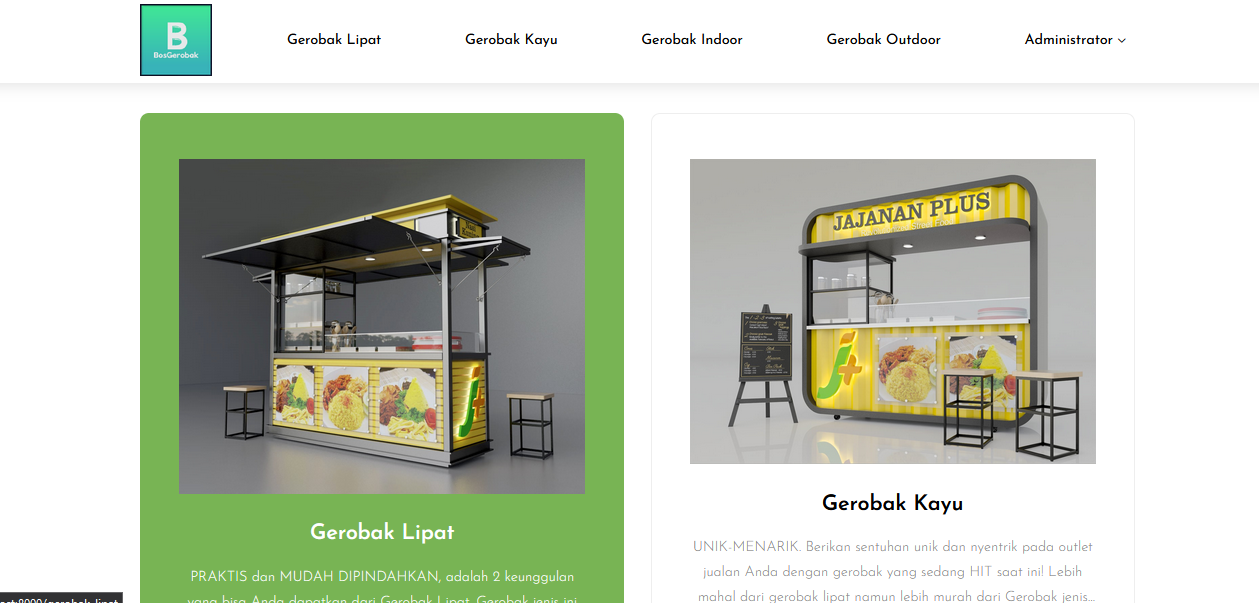 B
BosGerobak
Gerobak Lipat
Gerobak Kayu
Gerobak Indoor
Gerobak Outdoor
Administrator
JAJANAN PLUS
j+
j+
Gerobak Lipat
Gerobak Kayu
PRAKTIS dan MUDAH DIPINDAHKAN, adalah 2 keunggulan
yang bisa Anda dapatkan dari Gerobak Lipat. Gerobak jenis ini
UNIK-MENARIK. Berikan sentuhan unik dan nyentrik pada outlet
jualan Anda dengan gerobak yang sedang HIT saat ini! Lebih
mahal dari gerobak lipat namun lebih murah dari Gerobak jenis...
:8000/gerobak-lipat